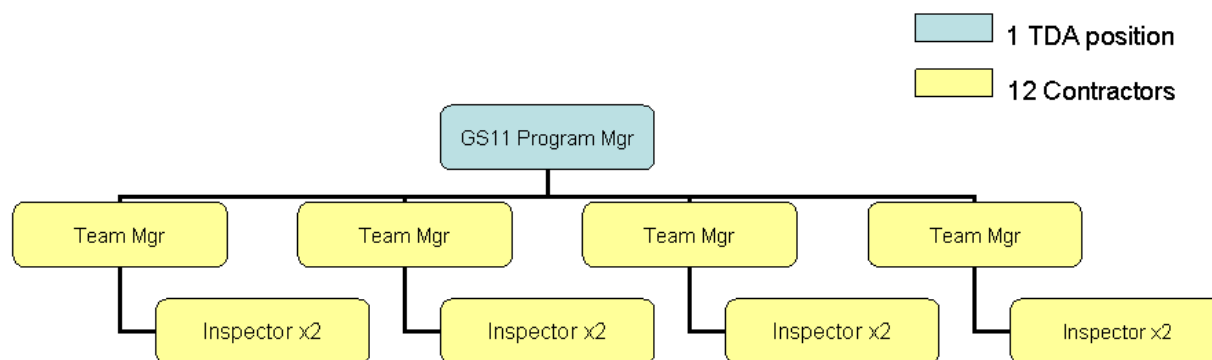 1 TDA position
12 Contractors
GS11 Program Mgr
Team Mgr
Team Mgr
Team Mgr
Team Mgr
Inspector x2
Inspector x2
Inspector x2
Inspector x2